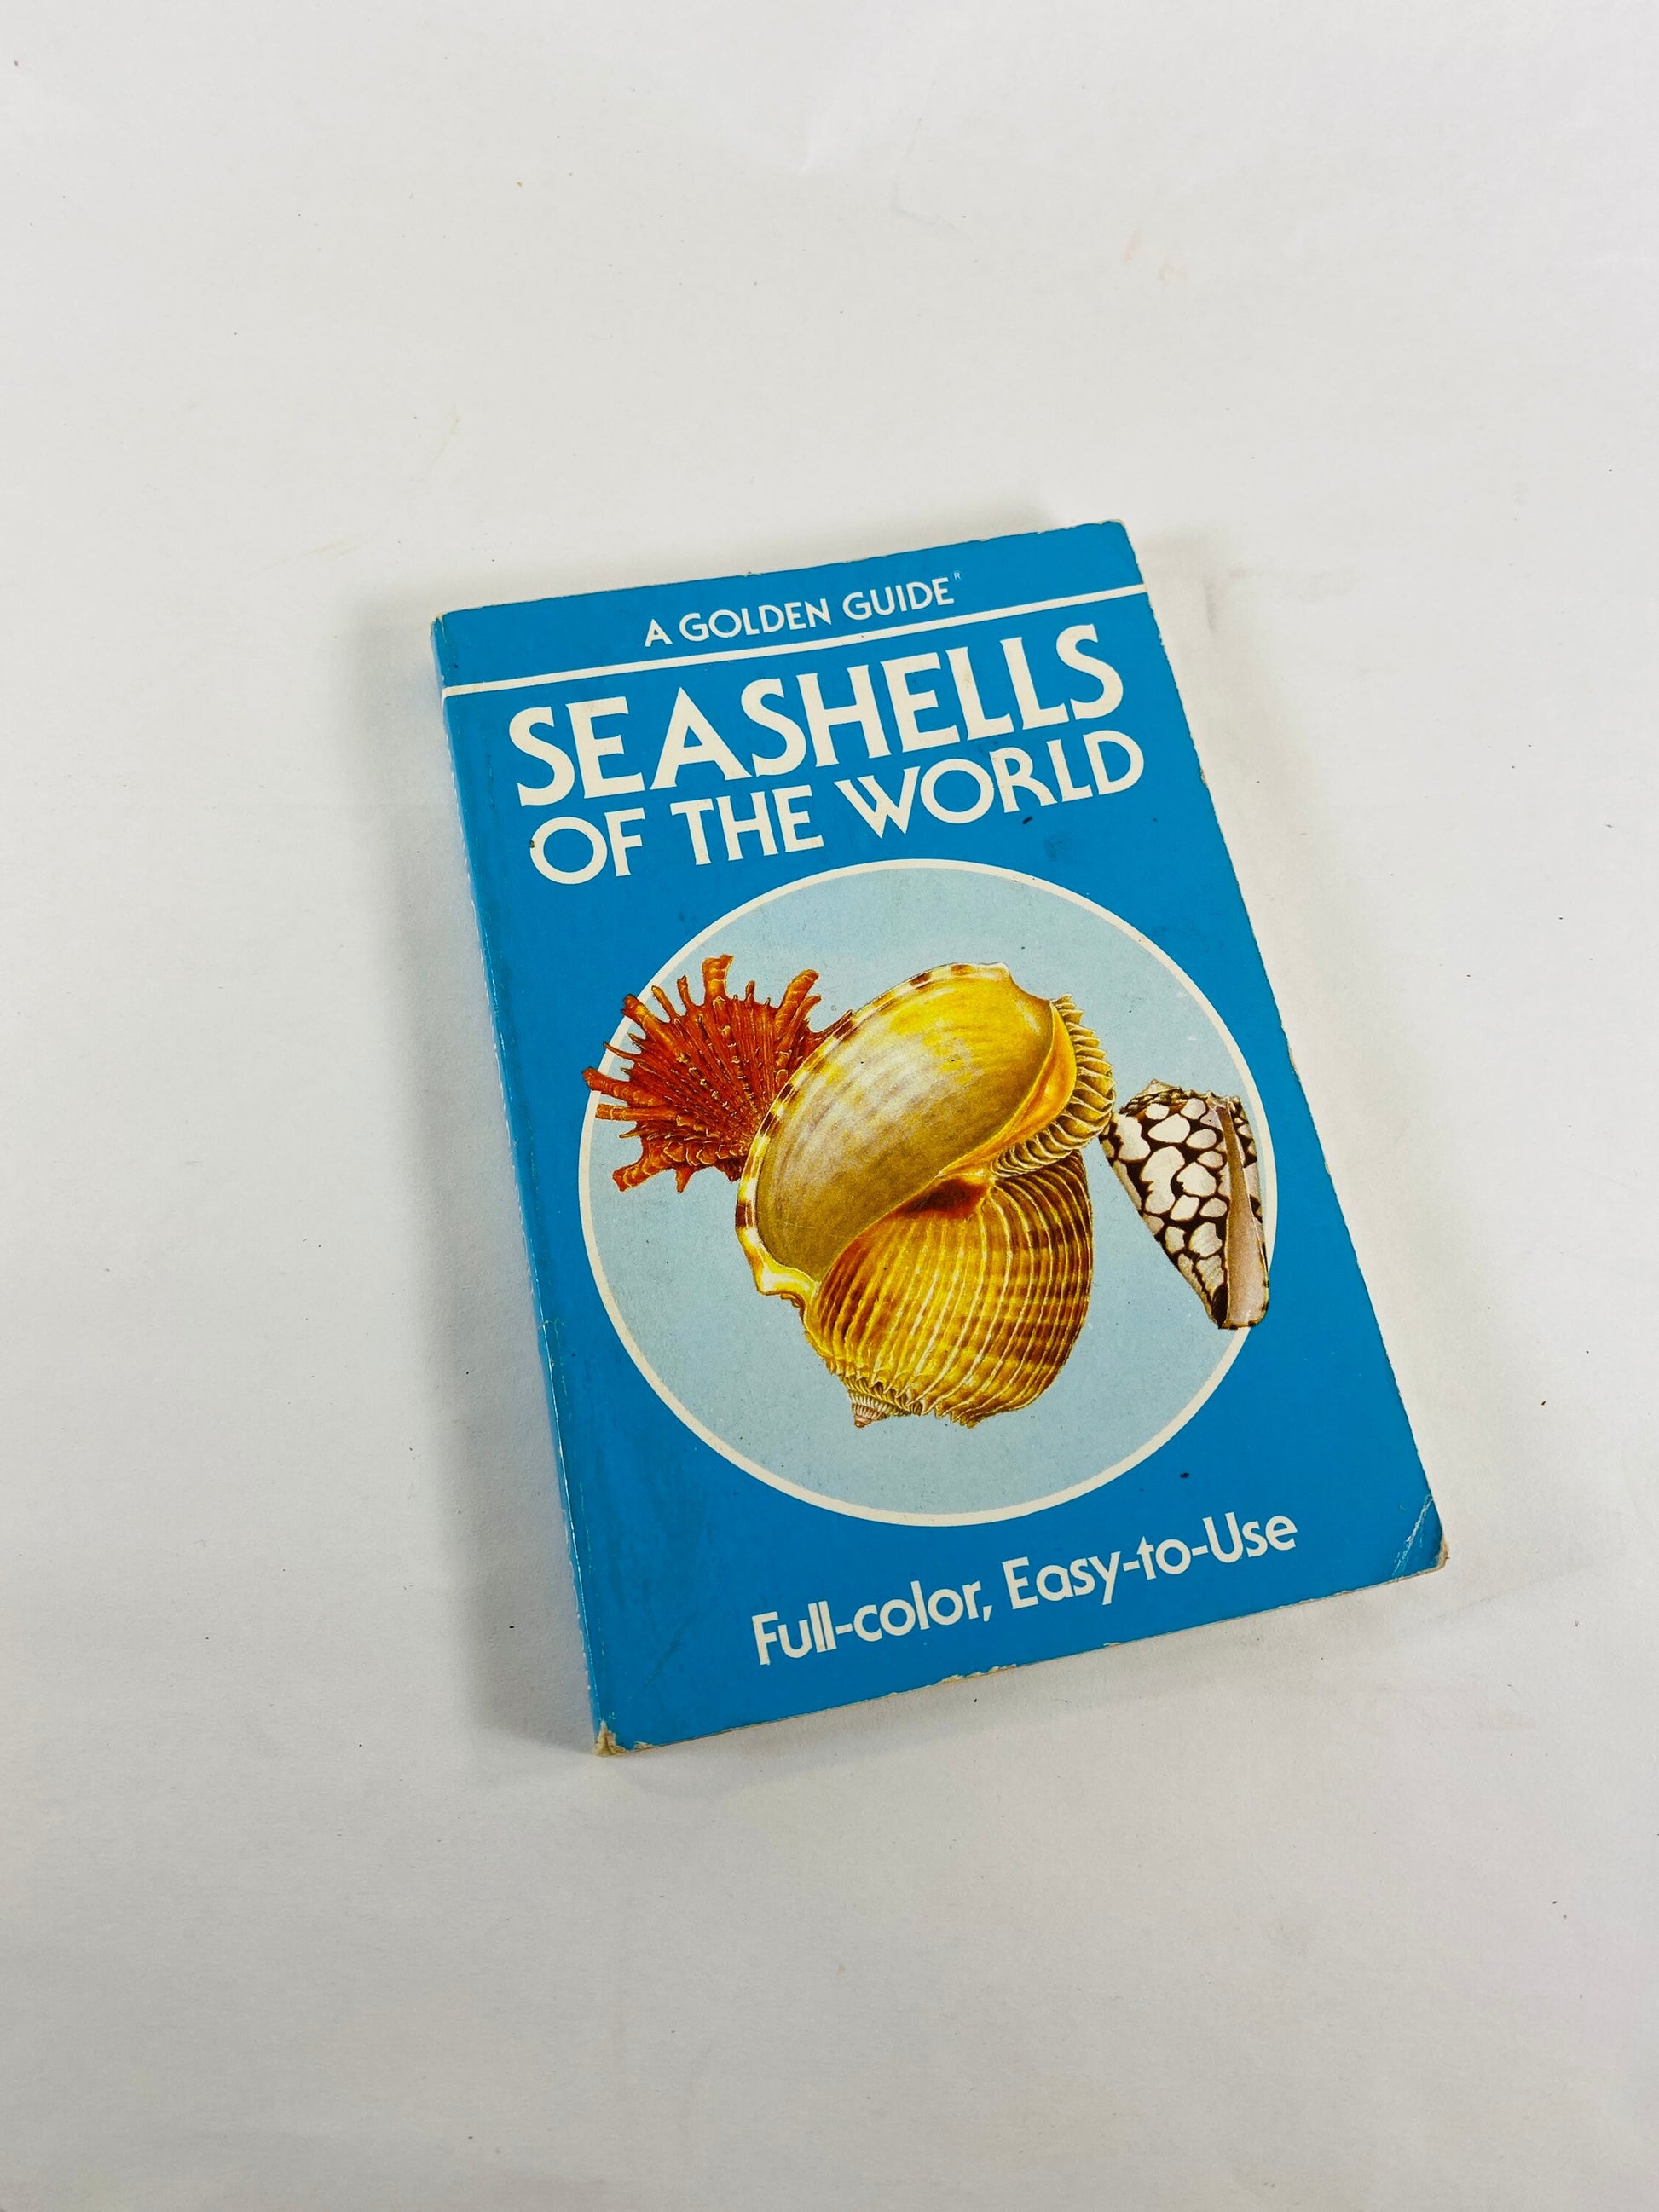 A GOLDEN GUIDE®
SEASHELLS
OF THE WORLD
Full-color, Easy-to-Use